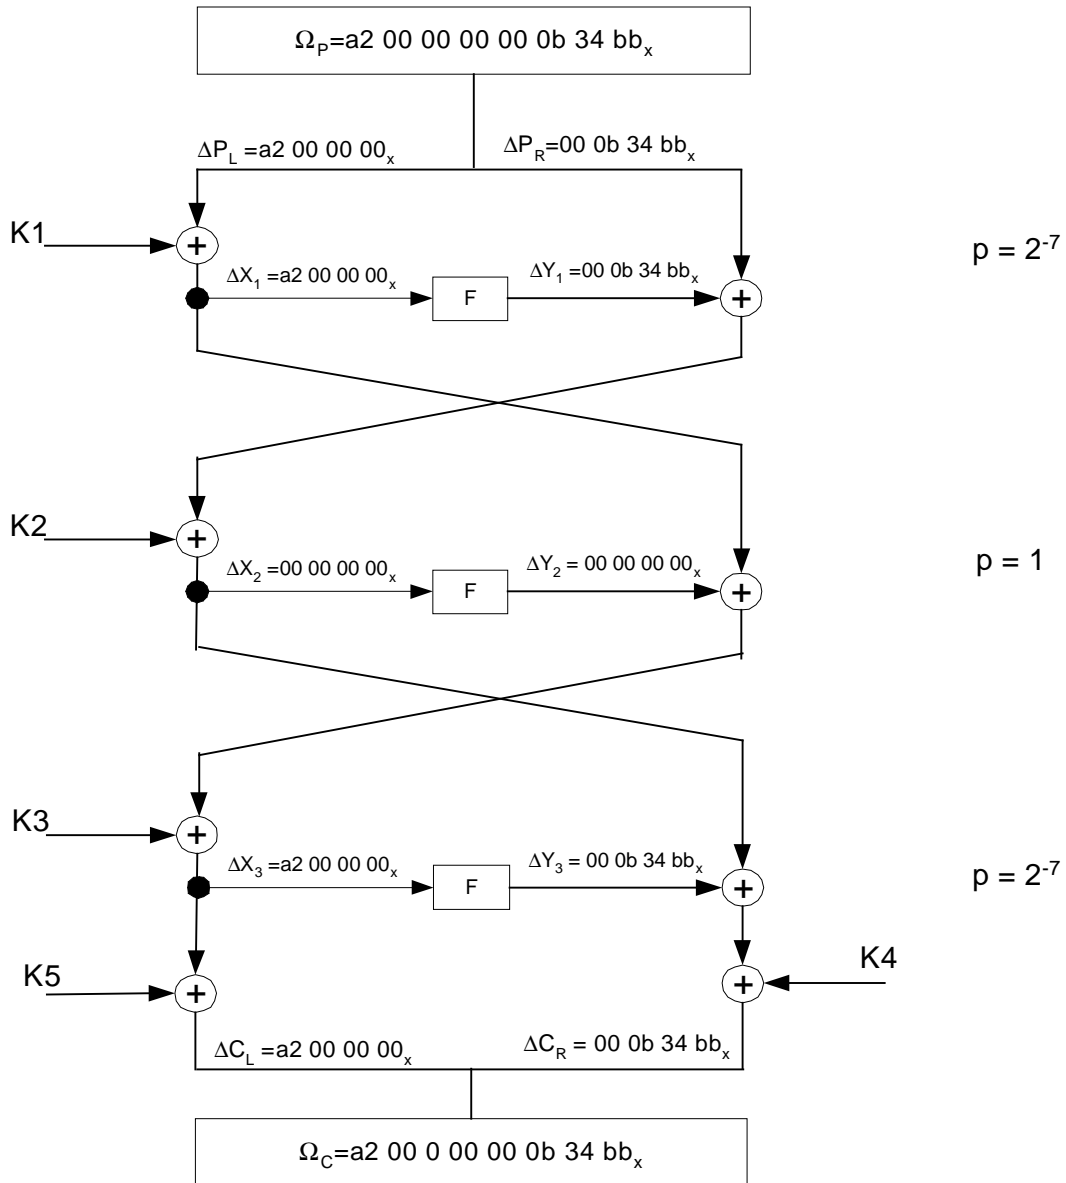 Ω_P=a2 00 00 00 00 0b 34 bb_x
ΔP_L =a2 00 00 00_x
ΔP_R=00 0b 34 bb_x
K1
+
ΔX_1 =a2 00 00 00_x
F
ΔY_1 =00 0b 34 bb_x
+
p = 2^-7
K2
+
ΔX_2 =00 00 00 00_x
F
ΔY_2 = 00 00 00 00_x
+
p = 1
K3
+
ΔX_3 =a2 00 00 00_x
F
ΔY_3 = 00 0b 34 bb_x
+
p = 2^-7
K5
+
+
K4
ΔC_L =a2 00 00 00_x
ΔC_R = 00 0b 34 bb_x
Ω_C=a2 00 0 00 00 0b 34 bb_x